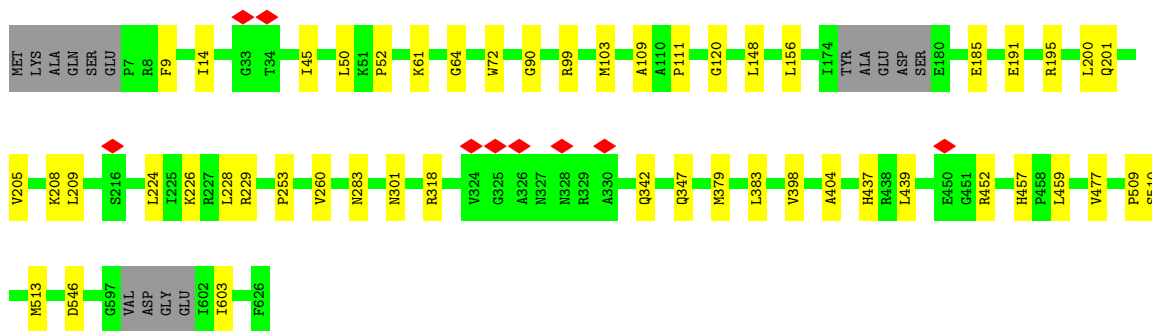 MET LYS ALA GLN SER GLU P7 R8 F9 I14 G33 T34 I45 L50 K51 P52 K61 G64 W72 G90 R99 M103 A109 A110 P111 G120 L148 L156 I174 TYR ALA GLU ASP SER E180 E185 E191 R195 L200 Q201
V205 K208 L209 S216 L224 I225 K226 R227 L228 R229 P253 V260 N283 N301 R318 V324 G325 A326 N327 N328 R329 A330 Q342 Q347 M379 L383 V398 A404 H437 R438 L439 E450 G451 R452 H457 P458 L459 V477 P509 S510
M513 D546 G597 VAL ASP GLY GLU I602 I603 F626